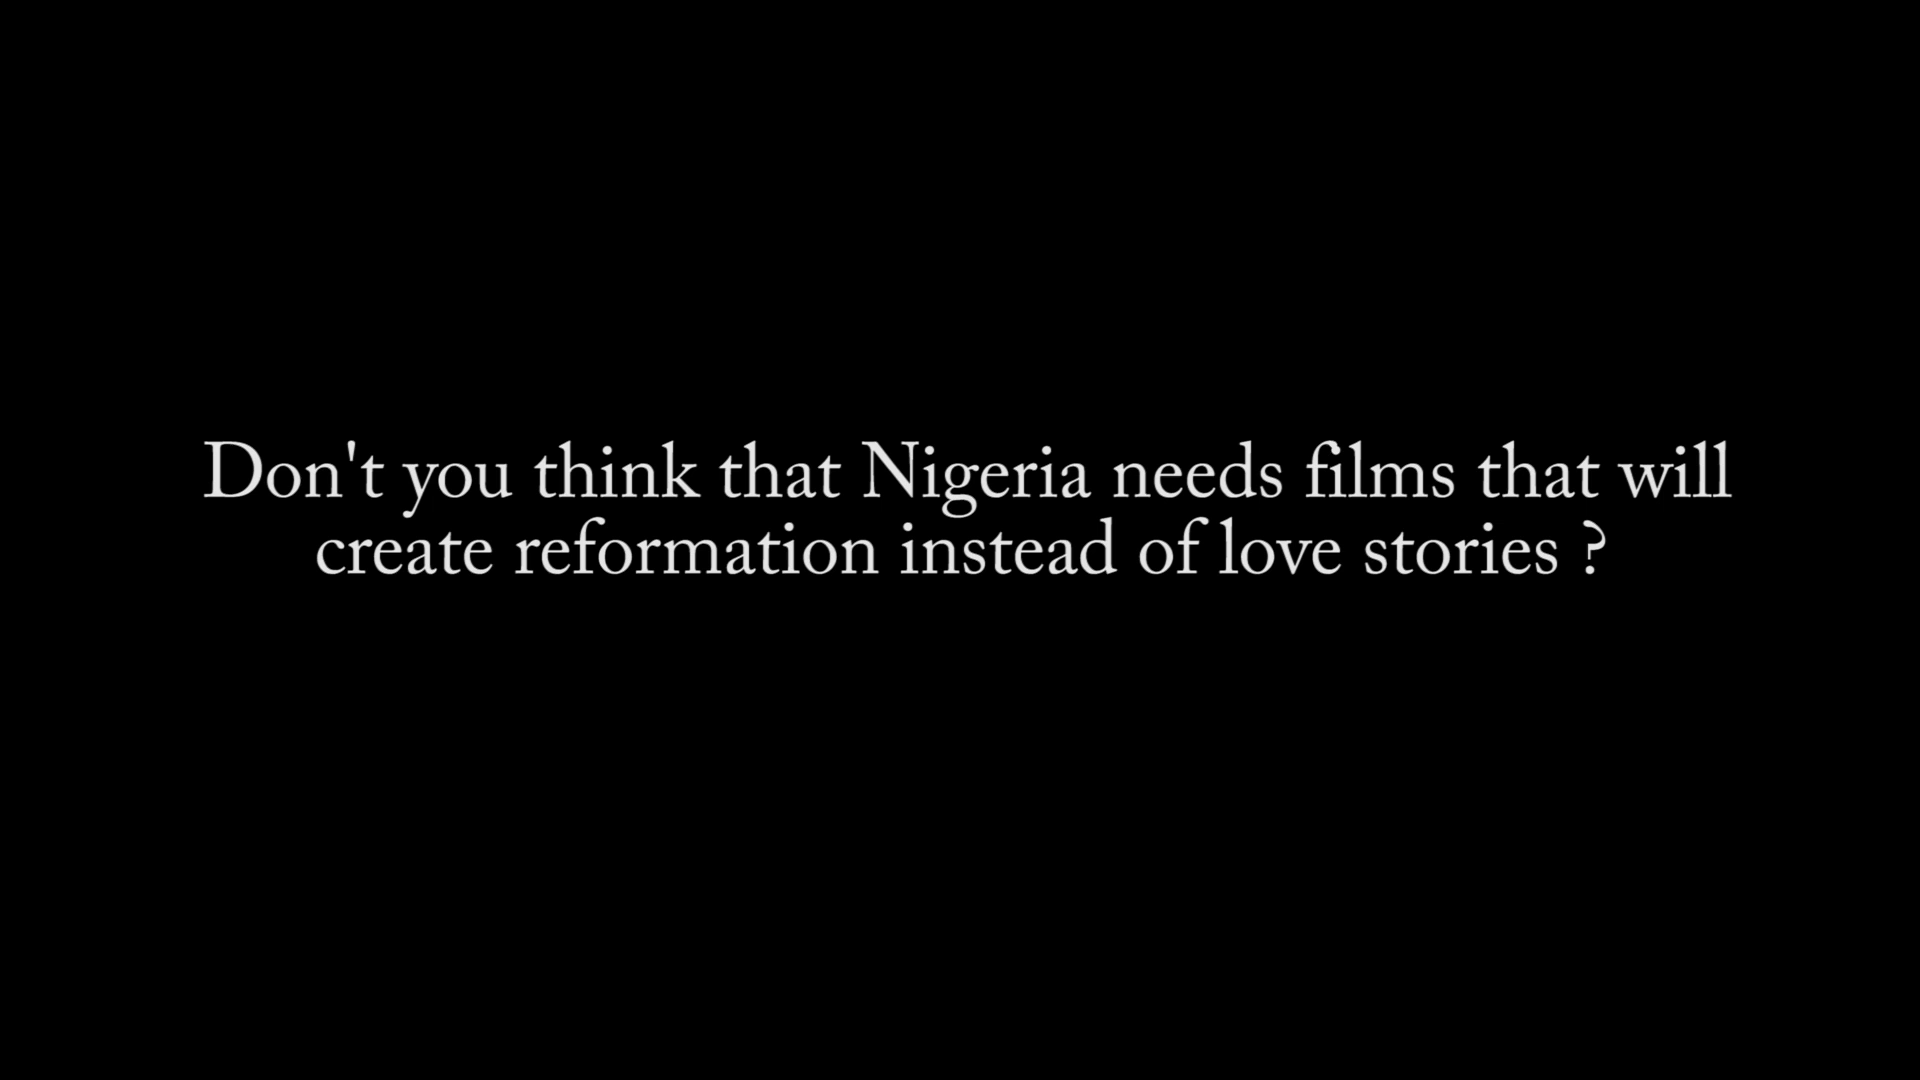 Don't you think that Nigeria needs films that will
create reformation instead of love stories ?